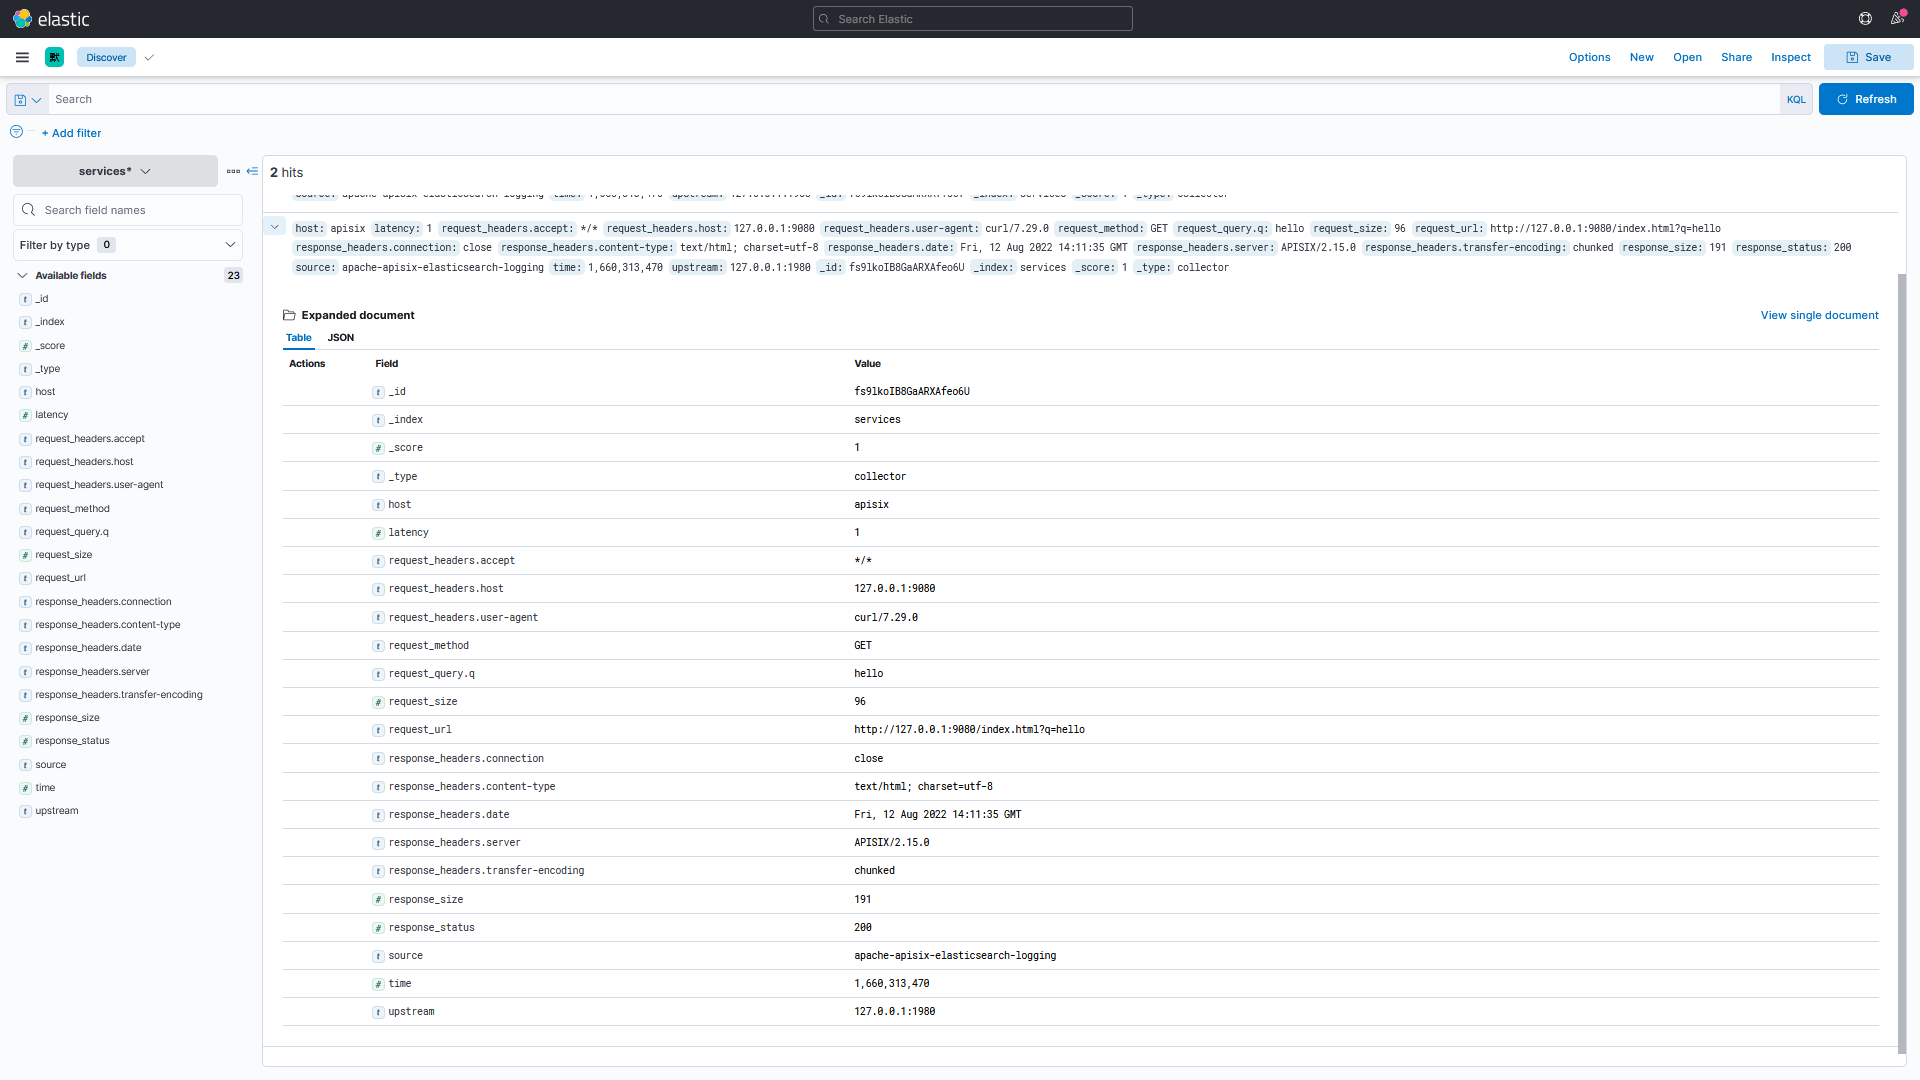 elastic
Search Elastic
默
Discover
Options New Open Share Inspect Save
Search
KQL
Refresh
+ Add filter
services*
Search field names
Filter by type 0
Available fields 23
_id
_index
_score
_type
host
latency
request_headers.accept
request_headers.host
request_headers.user-agent
request_method
request_query.q
request_size
request_url
response_headers.connection
response_headers.content-type
response_headers.date
response_headers.server
response_headers.transfer-encoding
response_size
response_status
source
time
upstream
2 hits
host: apisix latency: 1 request_headers.accept: */* request_headers.host: 127.0.0.1:9080 request_headers.user-agent: curl/7.29.0 request_method: GET request_query.q: hello request_size: 96 request_url: http://127.0.0.1:9080/index.html?q=hello
response_headers.connection: close response_headers.content-type: text/html; charset=utf-8 response_headers.date: Fri, 12 Aug 2022 14:11:35 GMT response_headers.server: APISIX/2.15.0 response_headers.transfer-encoding: chunked response_size: 191 response_status: 200
source: apache-apisix-elasticsearch-logging time: 1,660,313,470 upstream: 127.0.0.1:1980 _id: fs9lkoIB8GaARXAfeo6U _index: services _score: 1 _type: collector
Expanded document
View single document
Table JSON
Actions Field Value
t _id fs9lkoIB8GaARXAfeo6U
t _index services
# _score 1
t _type collector
t host apisix
# latency 1
t request_headers.accept */*
t request_headers.host 127.0.0.1:9080
t request_headers.user-agent curl/7.29.0
t request_method GET
t request_query.q hello
# request_size 96
t request_url http://127.0.0.1:9080/index.html?q=hello
t response_headers.connection close
t response_headers.content-type text/html; charset=utf-8
t response_headers.date Fri, 12 Aug 2022 14:11:35 GMT
t response_headers.server APISIX/2.15.0
t response_headers.transfer-encoding chunked
# response_size 191
# response_status 200
t source apache-apisix-elasticsearch-logging
# time 1,660,313,470
t upstream 127.0.0.1:1980